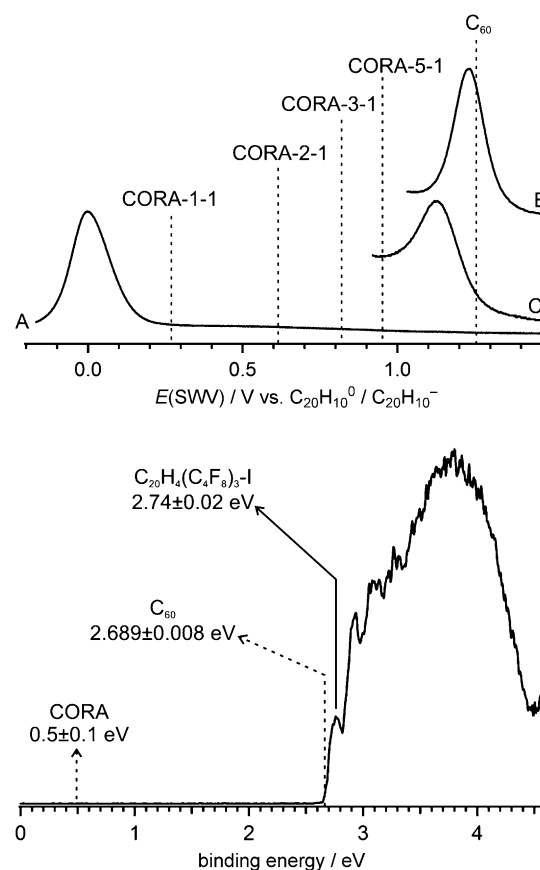 C₆₀
CORA-5-1
CORA-3-1
CORA-2-1
CORA-1-1
A
C
0.0 0.5 1.0
E(SWV) / V vs. C₂₀H₁₀⁰ / C₂₀H₁₀⁻
C₂₀H₄(C₄F₈)₃-I
2.74±0.02 eV
C₆₀
2.689±0.008 eV
CORA
0.5±0.1 eV
0 1 2 3 4
binding energy / eV